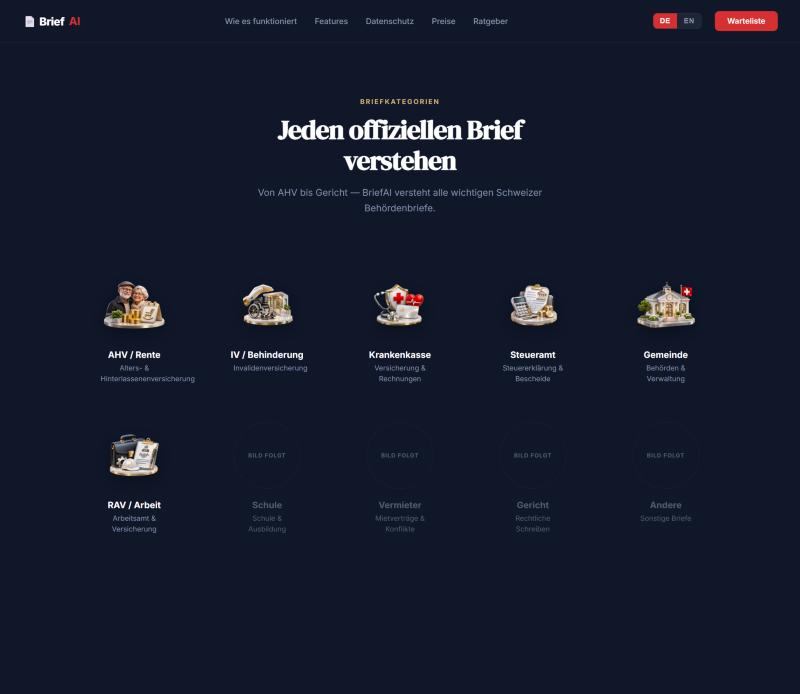 Brief AI
Wie es funktioniert
Features
Datenschutz
Preise
Ratgeber
DE
EN
Warteliste
BRIEFKATEGORIEN
Jeden offiziellen Brief
verstehen
Von AHV bis Gericht — BriefAI versteht alle wichtigen Schweizer
Behördenbriefe.
AHV / Rente
Alters- &
Hinterlassenenversicherung
IV / Behinderung
Invalidenversicherung
Krankenkasse
Versicherung &
Rechnungen
Steueramt
Steuererklärung &
Bescheide
Gemeinde
Behörden &
Verwaltung
RAV / Arbeit
Arbeitsamt &
Versicherung
BILD FOLGT
Schule
Schule &
Ausbildung
BILD FOLGT
Vermieter
Mietverträge &
Konflikte
BILD FOLGT
Gericht
Rechtliche
Schreiben
BILD FOLGT
Andere
Sonstige Briefe